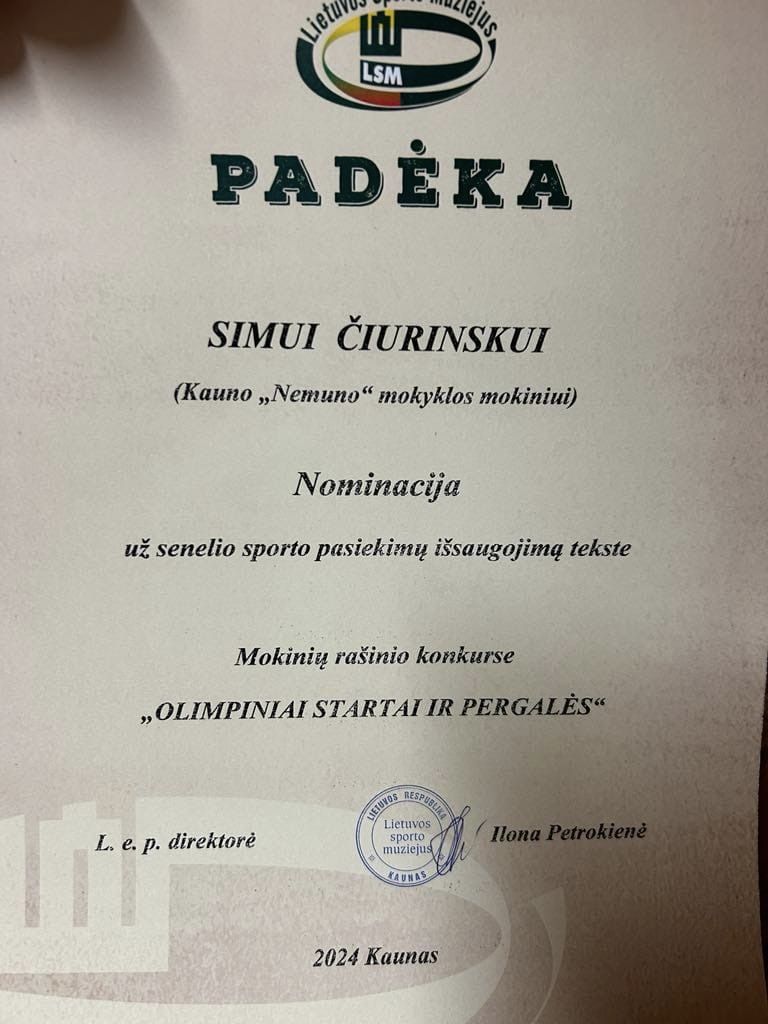 Lietuvos sporto muziejus
LSM
PADĖKA
SIMUI ČIURINSKUI
(Kauno „Nemuno“ mokyklos mokiniui)
Nominacija
už senelio sporto pasiekimų išsaugojimą tekste
Mokinių rašinio konkurse
„OLIMPINIAI STARTAI IR PERGALĖS“
L. e. p. direktorė
LIETUVOS RESPUBLIKA
Lietuvos
sporto
muziejus
KAUNAS
Ilona Petrokienė
2024 Kaunas